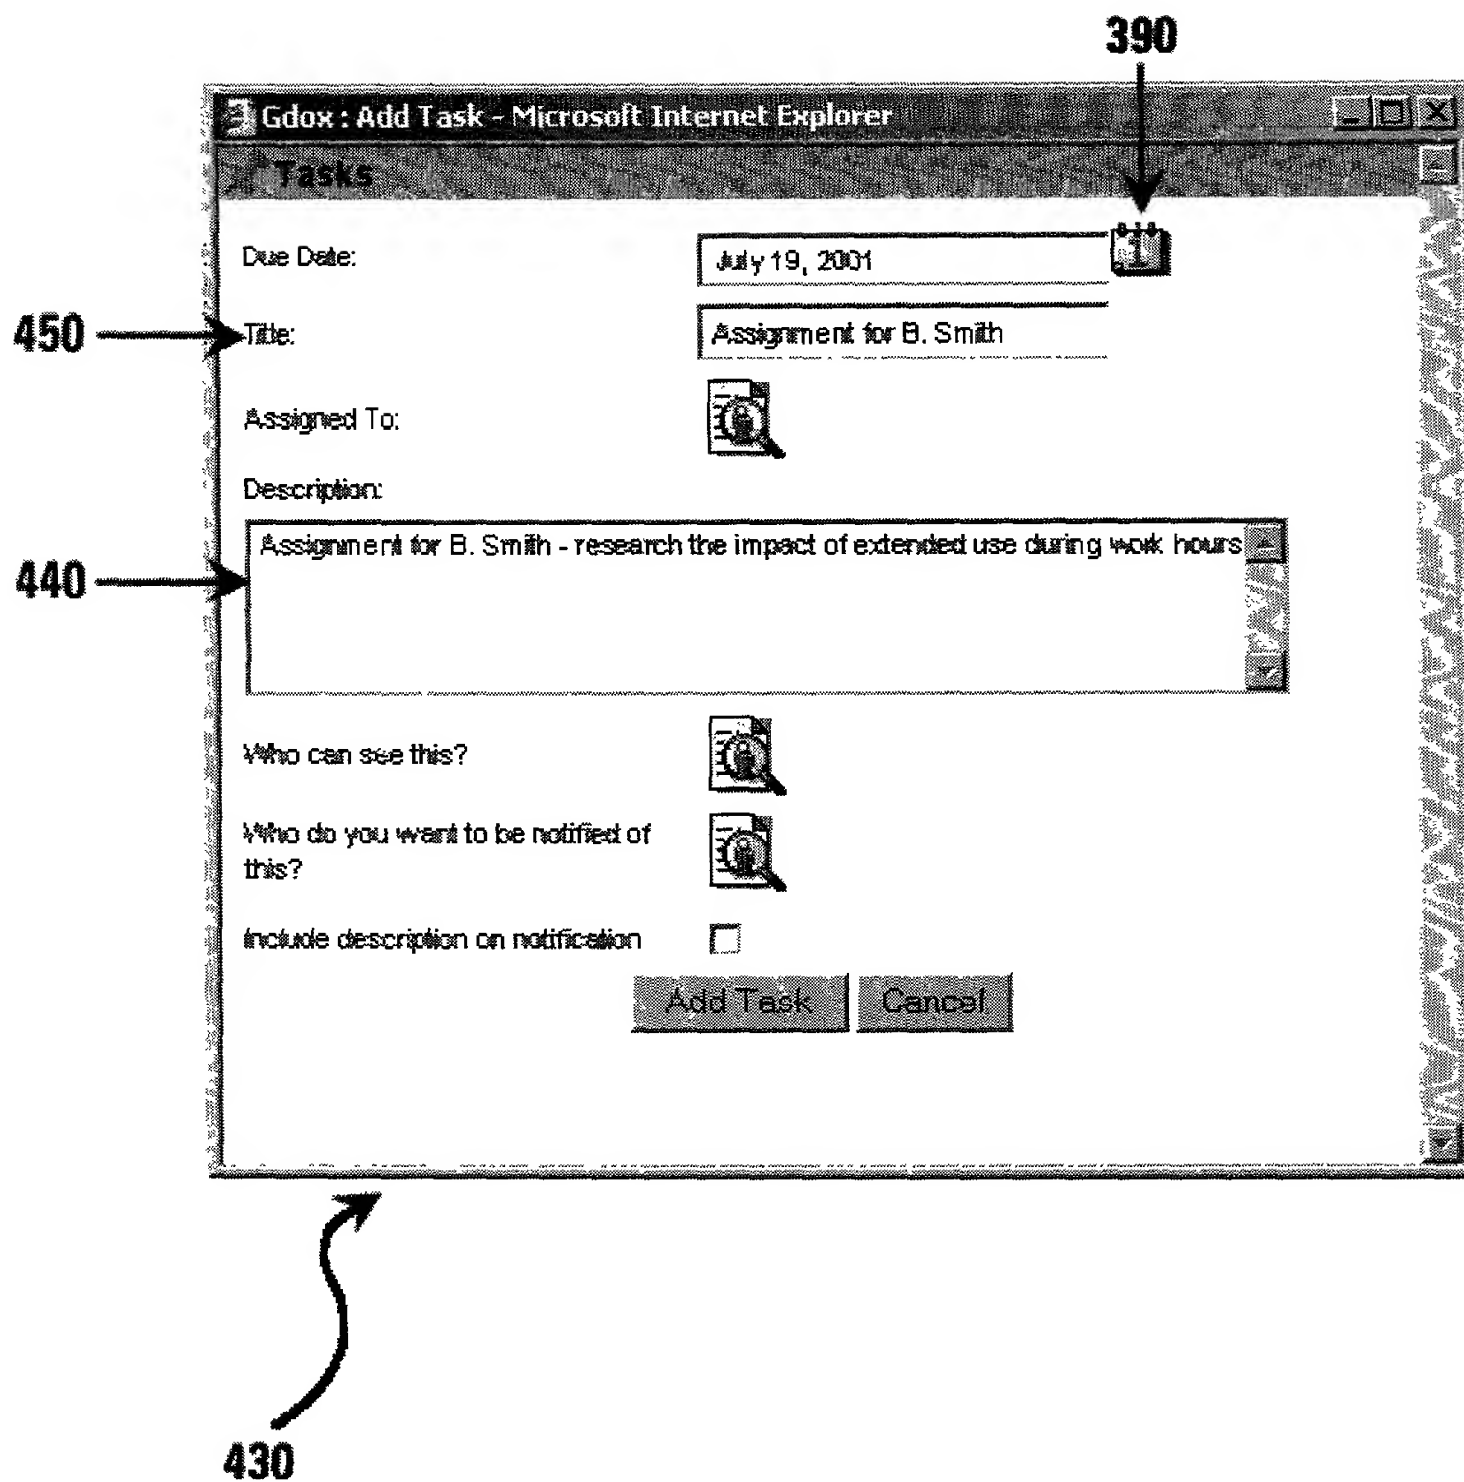 390
Gdox : Add Task - Microsoft Internet Explorer
Tasks
Due Date: July 19, 2001
450 Title: Assignment for B. Smith
Assigned To:
Description:
Assignment for B. Smith - research the impact of extended use during work hours
440
Who can see this?
Who do you want to be notified of
this?
Include description on notification
Add Task Cancel
430